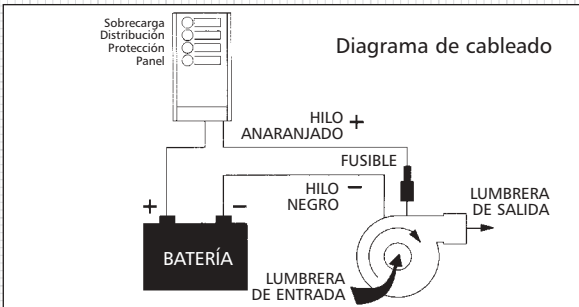 Sobrecarga
Distribución
Protección
Panel
Diagrama de cableado
HILO
ANARANJADO
+
FUSIBLE
HILO
NEGRO
−
LUMBRERA
DE SALIDA
+
−
BATERÍA
LUMBRERA
DE ENTRADA